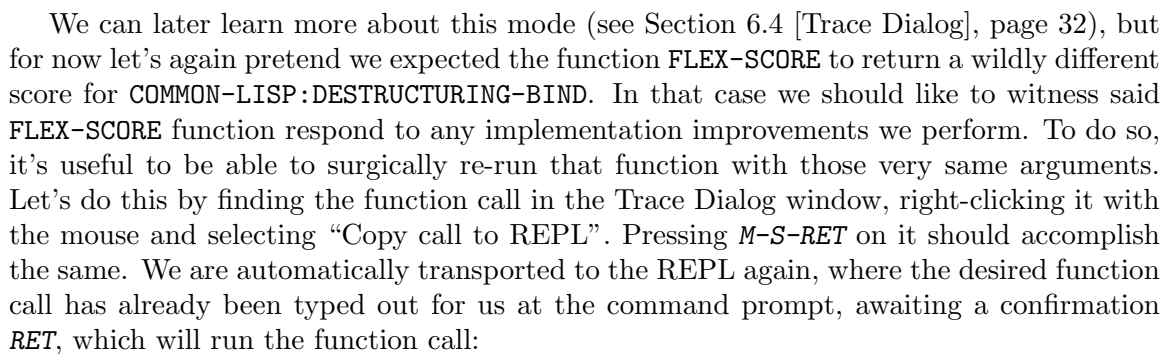 We can later learn more about this mode (see Section 6.4 [Trace Dialog], page 32), but
for now let's again pretend we expected the function FLEX-SCORE to return a wildly different
score for COMMON-LISP:DESTRUCTURING-BIND. In that case we should like to witness said
FLEX-SCORE function respond to any implementation improvements we perform. To do so,
it's useful to be able to surgically re-run that function with those very same arguments.
Let's do this by finding the function call in the Trace Dialog window, right-clicking it with
the mouse and selecting “Copy call to REPL”. Pressing M-S-RET on it should accomplish
the same. We are automatically transported to the REPL again, where the desired function
call has already been typed out for us at the command prompt, awaiting a confirmation
RET, which will run the function call: